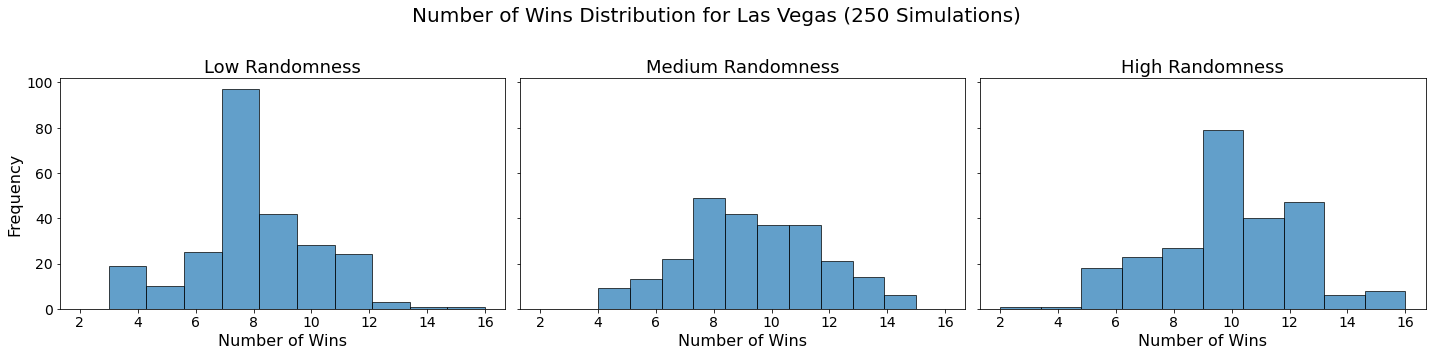 Number of Wins Distribution for Las Vegas (250 Simulations)
Low Randomness
Medium Randomness
High Randomness
100
80
60
40
20
0
Frequency
2 4 6 8 10 12 14 16
2 4 6 8 10 12 14 16
2 4 6 8 10 12 14 16
Number of Wins
Number of Wins
Number of Wins